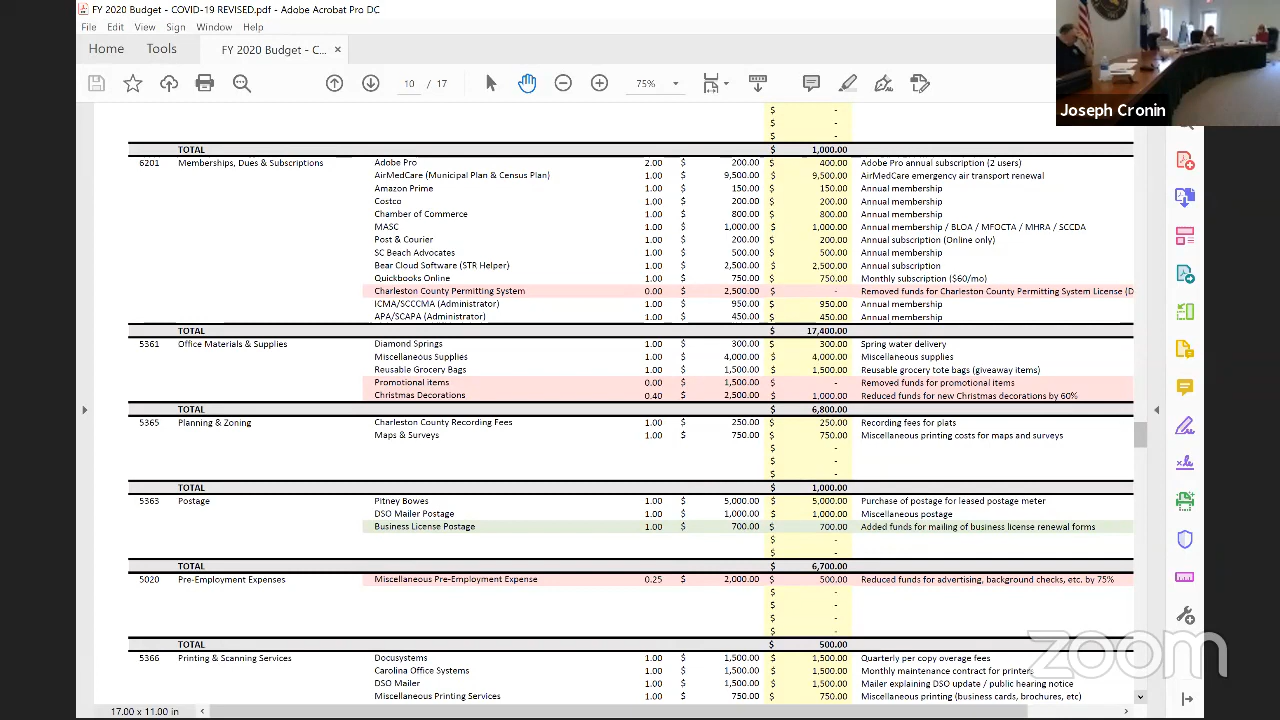 FY 2020 Budget - COVID-19 REVISED.pdf - Adobe Acrobat Pro DC
File Edit View Sign Window Help
Home Tools FY 2020 Budget - C... ×
10 / 17 75%
Joseph Cronin
$ -
$ -
$ -
TOTAL $ 1,000.00
6201 Memberships, Dues & Subscriptions Adobe Pro 2.00 $ 200.00 $ 400.00 Adobe Pro annual subscription (2 users)
AirMedCare (Municipal Plan & Census Plan) 1.00 $ 9,500.00 $ 9,500.00 AirMedCare emergency air transport renewal
Amazon Prime 1.00 $ 150.00 $ 150.00 Annual membership
Costco 1.00 $ 200.00 $ 200.00 Annual membership
Chamber of Commerce 1.00 $ 800.00 $ 800.00 Annual membership
MASC 1.00 $ 1,000.00 $ 1,000.00 Annual membership / BLOA / MFOCTA / MHRA / SCCDA
Post & Courier 1.00 $ 200.00 $ 200.00 Annual subscription (Online only)
SC Beach Advocates 1.00 $ 500.00 $ 500.00 Annual membership
Bear Cloud Software (STR Helper) 1.00 $ 2,500.00 $ 2,500.00 Annual subscription
Quickbooks Online 1.00 $ 750.00 $ 750.00 Monthly subscription ($60/mo)
Charleston County Permitting System 0.00 $ 2,500.00 $ - Removed funds for Charleston County Permitting System License (D
ICMA/SCCCMA (Administrator) 1.00 $ 950.00 $ 950.00 Annual membership
APA/SCAPA (Administrator) 1.00 $ 450.00 $ 450.00 Annual membership
TOTAL $ 17,400.00
5361 Office Materials & Supplies Diamond Springs 1.00 $ 300.00 $ 300.00 Spring water delivery
Miscellaneous Supplies 1.00 $ 4,000.00 $ 4,000.00 Miscellaneous supplies
Reusable Grocery Bags 1.00 $ 1,500.00 $ 1,500.00 Reusable grocery tote bags (giveaway items)
Promotional items 0.00 $ 1,500.00 $ - Removed funds for promotional items
Christmas Decorations 0.40 $ 2,500.00 $ 1,000.00 Reduced funds for new Christmas decorations by 60%
TOTAL $ 6,800.00
5365 Planning & Zoning Charleston County Recording Fees 1.00 $ 250.00 $ 250.00 Recording fees for plats
Maps & Surveys 1.00 $ 750.00 $ 750.00 Miscellaneous printing costs for maps and surveys
$ -
$ -
$ -
TOTAL $ 1,000.00
5363 Postage Pitney Bowes 1.00 $ 5,000.00 $ 5,000.00 Purchase of postage for leased postage meter
DSO Mailer Postage 1.00 $ 1,000.00 $ 1,000.00 Miscellaneous postage
Business License Postage 1.00 $ 700.00 $ 700.00 Added funds for mailing of business license renewal forms
$ -
$ -
TOTAL $ 6,700.00
5020 Pre-Employment Expenses Miscellaneous Pre-Employment Expense 0.25 $ 2,000.00 $ 500.00 Reduced funds for advertising, background checks, etc. by 75%
$ -
$ -
$ -
$ -
TOTAL $ 500.00
5366 Printing & Scanning Services Docusystems 1.00 $ 1,500.00 $ 1,500.00 Quarterly per copy overage fees
Carolina Office Systems 1.00 $ 1,500.00 $ 1,500.00 Monthly maintenance contract for printers
DSO Mailer 1.00 $ 1,500.00 $ 1,500.00 Mailer explaining DSO update / public hearing notice
Miscellaneous Printing Services 1.00 $ 750.00 $ 750.00 Miscellaneous printing (business cards, brochures, etc)
zoom
17.00 x 11.00 in